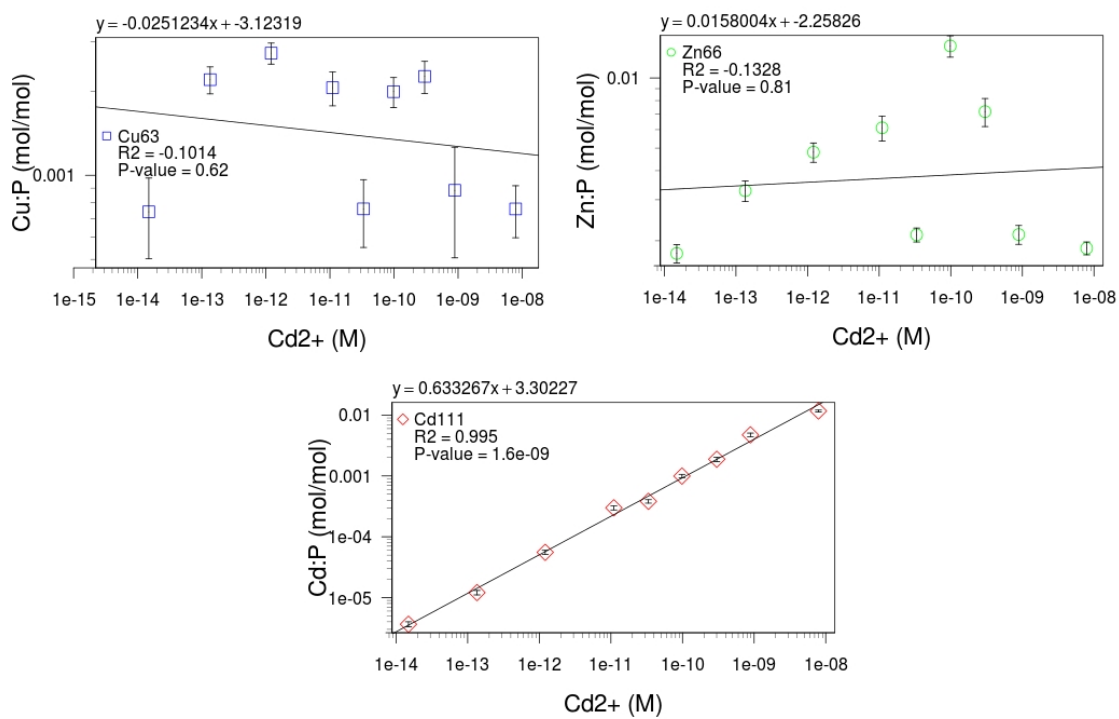 y = -0.0251234x + -3.12319
Cu:P (mol/mol)
0.001
Cu63
R2 = -0.1014
P-value = 0.62
1e-15 1e-14 1e-13 1e-12 1e-11 1e-10 1e-09 1e-08
Cd2+ (M)
y = 0.0158004x + -2.25826
Zn:P (mol/mol)
0.01
Zn66
R2 = -0.1328
P-value = 0.81
1e-14 1e-13 1e-12 1e-11 1e-10 1e-09 1e-08
Cd2+ (M)
y = 0.633267x + 3.30227
Cd:P (mol/mol)
0.01
0.001
1e-04
1e-05
Cd111
R2 = 0.995
P-value = 1.6e-09
1e-14 1e-13 1e-12 1e-11 1e-10 1e-09 1e-08
Cd2+ (M)